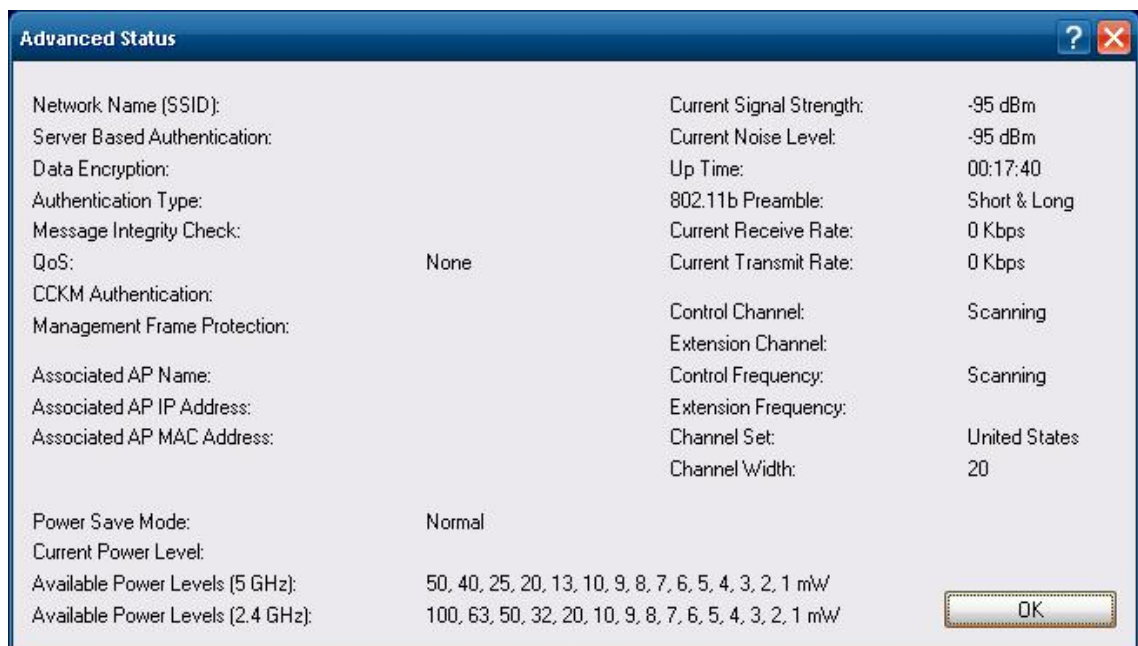 Advanced Status
Network Name (SSID):
Server Based Authentication:
Data Encryption:
Authentication Type:
Message Integrity Check:
QoS: None
CCKM Authentication:
Management Frame Protection:
Associated AP Name:
Associated AP IP Address:
Associated AP MAC Address:
Current Signal Strength: -95 dBm
Current Noise Level: -95 dBm
Up Time: 00:17:40
802.11b Preamble: Short & Long
Current Receive Rate: 0 Kbps
Current Transmit Rate: 0 Kbps
Control Channel: Scanning
Extension Channel:
Control Frequency: Scanning
Extension Frequency:
Channel Set: United States
Channel Width: 20
Power Save Mode: Normal
Current Power Level:
Available Power Levels (5 GHz): 50, 40, 25, 20, 13, 10, 9, 8, 7, 6, 5, 4, 3, 2, 1 mW
Available Power Levels (2.4 GHz): 100, 63, 50, 32, 20, 10, 9, 8, 7, 6, 5, 4, 3, 2, 1 mW
OK